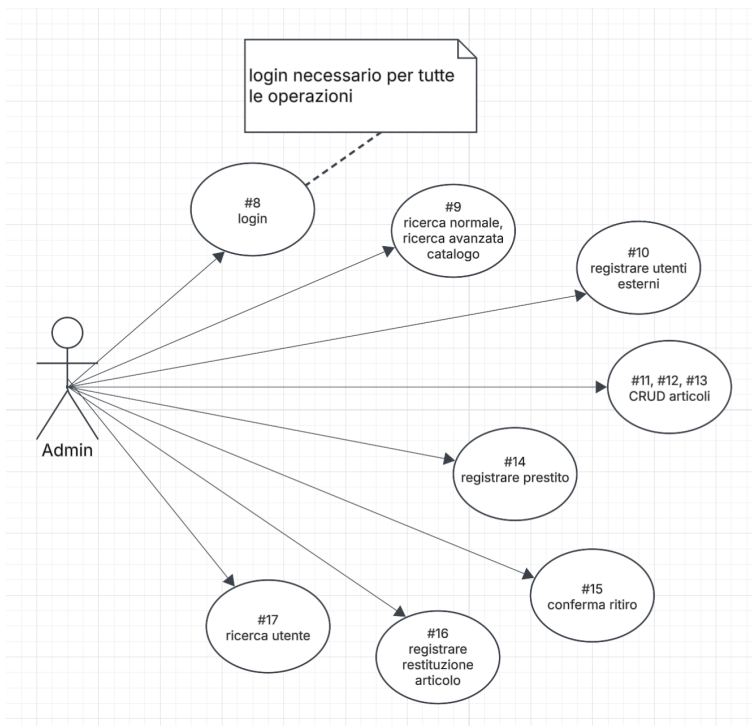 login necessario per tutte
le operazioni
#8
login
#9
ricerca normale,
ricerca avanzata
catalogo
#10
registrare utenti
esterni
#11, #12, #13
CRUD articoli
Admin
#14
registrare prestito
#15
conferma ritiro
#17
ricerca utente
#16
registrare
restituzione
articolo